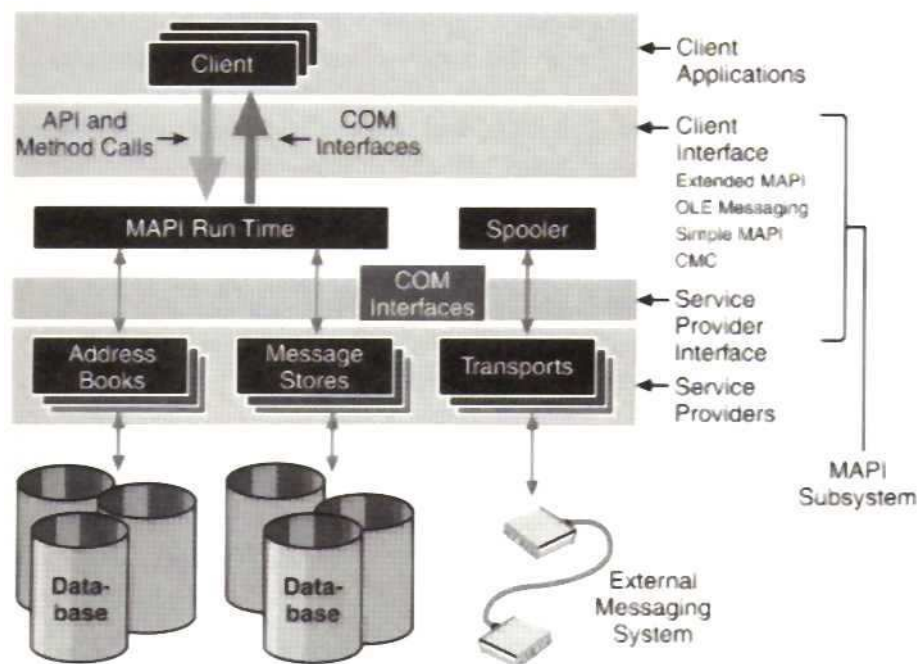 Client
Client
Applications
API and
Method Calls
COM
Interfaces
Client
Interface
Extended MAPI
OLE Messaging
Simple MAPI
CMC
MAPI Run Time
Spooler
COM
Interfaces
Service
Provider
Interface
Address
Books
Message
Stores
Transports
Service
Providers
MAPI
Subsystem
Data-
base
Data-
base
External
Messaging
System